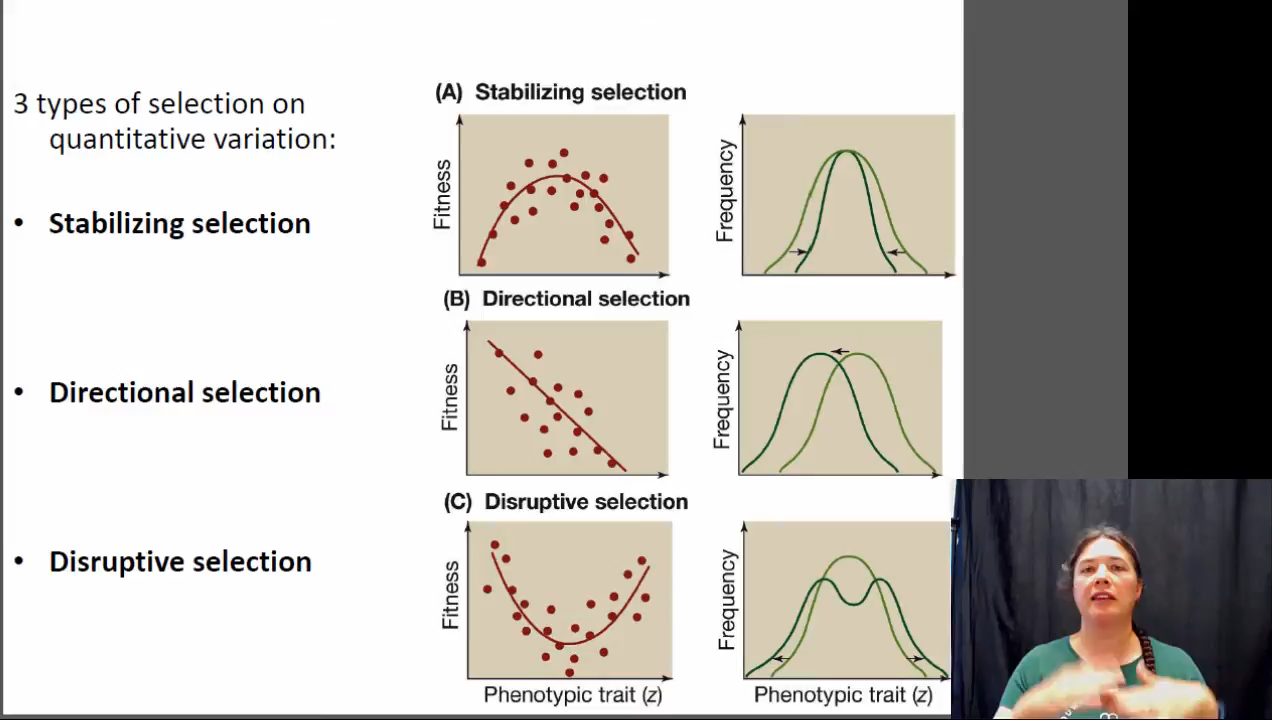 3 types of selection on
quantitative variation:
• Stabilizing selection
• Directional selection
• Disruptive selection
(A) Stabilizing selection
Fitness
Frequency
(B) Directional selection
Fitness
Frequency
(C) Disruptive selection
Fitness
Frequency
Phenotypic trait (z)
Phenotypic trait (z)